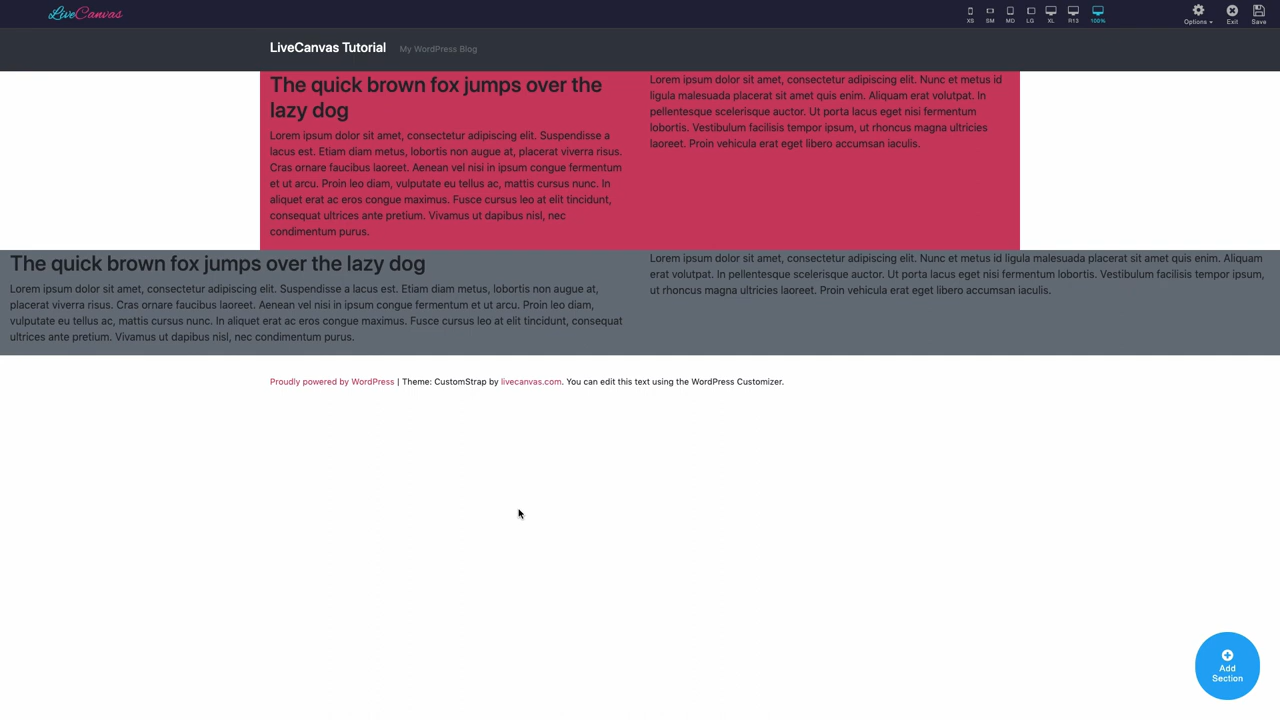 LiveCanvas
XS SM MD LG XL R13 100%
Options Exit Save
LiveCanvas Tutorial My WordPress Blog
The quick brown fox jumps over the
lazy dog
Lorem ipsum dolor sit amet, consectetur adipiscing elit. Suspendisse a
lacus est. Etiam diam metus, lobortis non augue at, placerat viverra risus.
Cras ornare faucibus laoreet. Aenean vel nisi in ipsum congue fermentum
et ut arcu. Proin leo diam, vulputate eu tellus ac, mattis cursus nunc. In
aliquet erat ac eros congue maximus. Fusce cursus leo at elit tincidunt,
consequat ultrices ante pretium. Vivamus ut dapibus nisl, nec
condimentum purus.
Lorem ipsum dolor sit amet, consectetur adipiscing elit. Nunc et metus id
ligula malesuada placerat sit amet quis enim. Aliquam erat volutpat. In
pellentesque scelerisque auctor. Ut porta lacus eget nisi fermentum
lobortis. Vestibulum facilisis tempor ipsum, ut rhoncus magna ultricies
laoreet. Proin vehicula erat eget libero accumsan iaculis.
The quick brown fox jumps over the lazy dog
Lorem ipsum dolor sit amet, consectetur adipiscing elit. Suspendisse a lacus est. Etiam diam metus, lobortis non augue at,
placerat viverra risus. Cras ornare faucibus laoreet. Aenean vel nisi in ipsum congue fermentum et ut arcu. Proin leo diam,
vulputate eu tellus ac, mattis cursus nunc. In aliquet erat ac eros congue maximus. Fusce cursus leo at elit tincidunt, consequat
ultrices ante pretium. Vivamus ut dapibus nisl, nec condimentum purus.
Lorem ipsum dolor sit amet, consectetur adipiscing elit. Nunc et metus id ligula malesuada placerat sit amet quis enim. Aliquam
erat volutpat. In pellentesque scelerisque auctor. Ut porta lacus eget nisi fermentum lobortis. Vestibulum facilisis tempor ipsum,
ut rhoncus magna ultricies laoreet. Proin vehicula erat eget libero accumsan iaculis.
Proudly powered by WordPress | Theme: CustomStrap by livecanvas.com. You can edit this text using the WordPress Customizer.
Add
Section